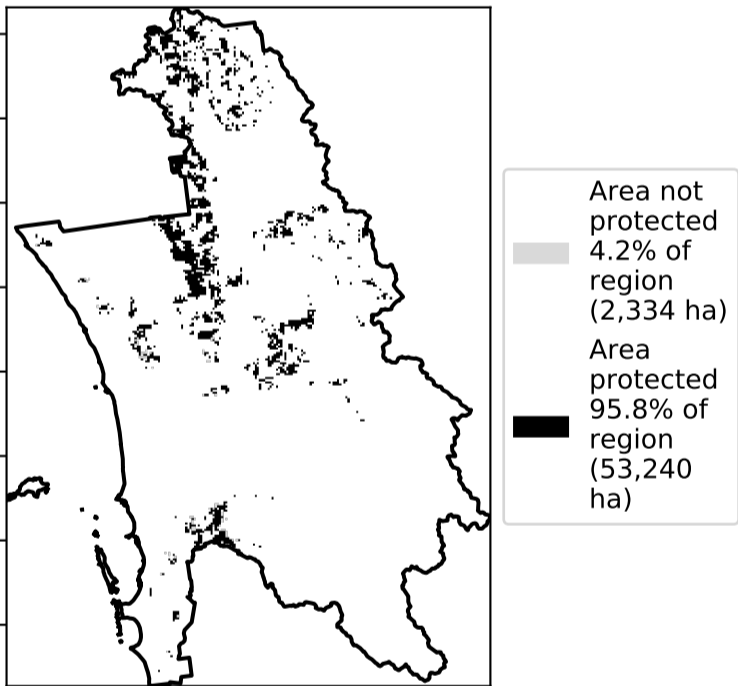 Area not
protected
4.2% of
region
(2,334 ha)
Area
protected
95.8% of
region
(53,240
ha)